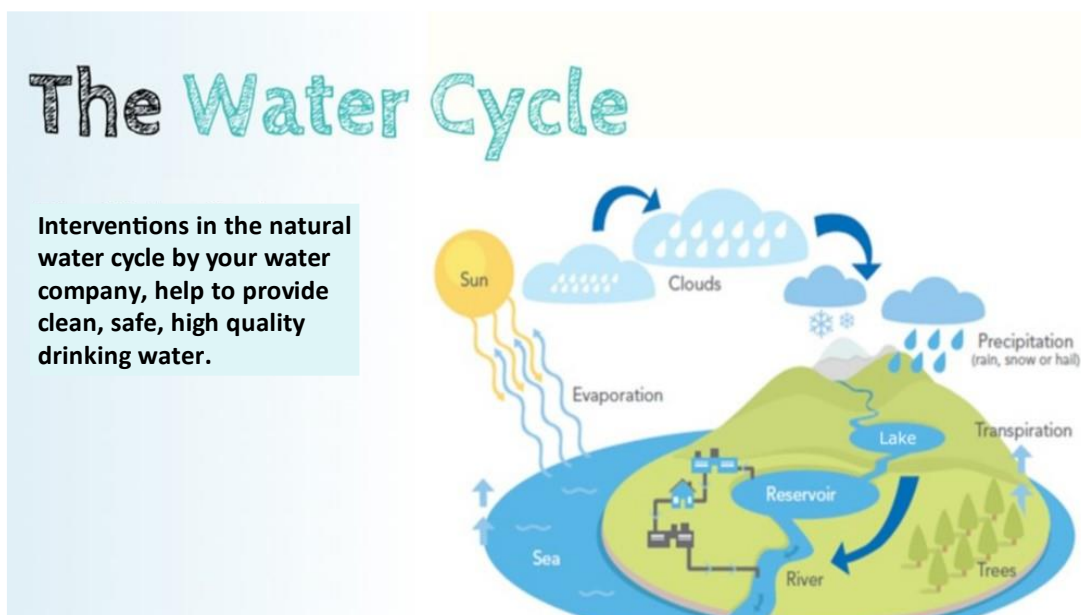 The Water Cycle
Interventions in the natural
water cycle by your water
company, help to provide
clean, safe, high quality
drinking water.
Sun
Clouds
Precipitation
(rain, snow or hail)
Evaporation
Transpiration
Lake
Reservoir
Sea
River
Trees